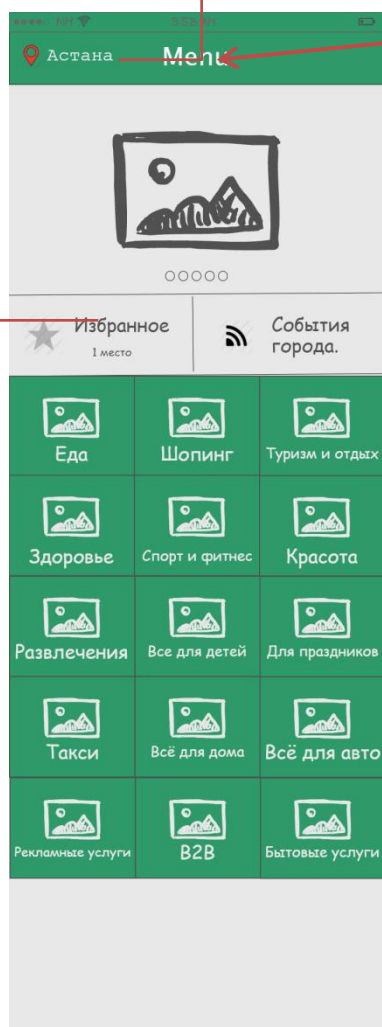 Астана
Menu
Избранное
1 место
События
города.
Еда
Шопинг
Туризм и отдых
Здоровье
Спорт и фитнес
Красота
Развлечения
Все для детей
Для праздников
Такси
Всё для дома
Всё для авто
Рекламные услуги
B2B
Бытовые услуги